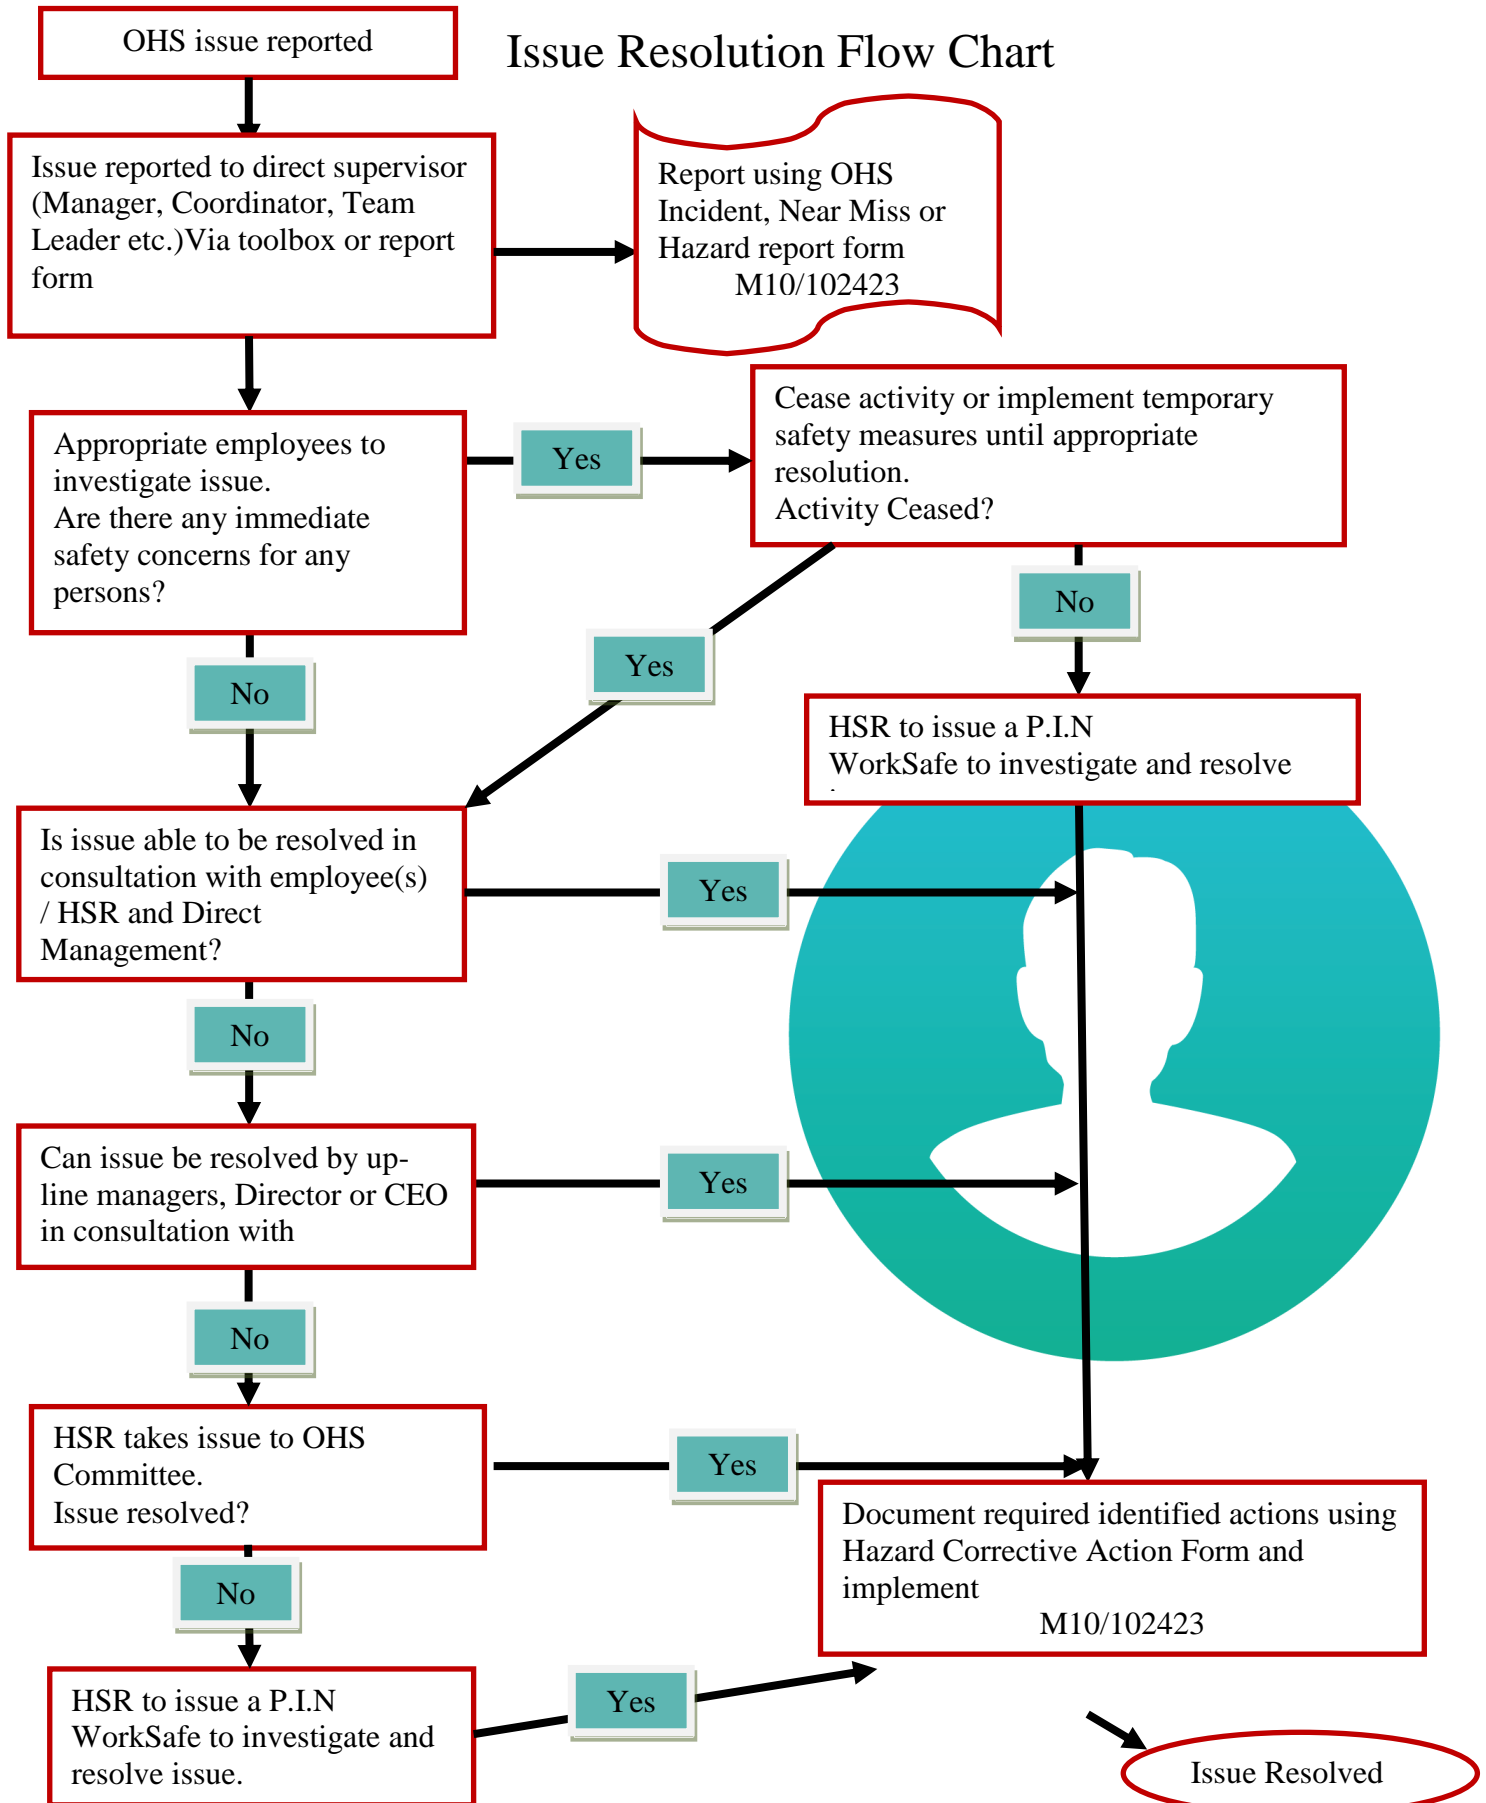 OHS issue reported
Issue Resolution Flow Chart
Issue reported to direct supervisor
(Manager, Coordinator, Team
Leader etc.)Via toolbox or report
form
Report using OHS
Incident, Near Miss or
Hazard report form
M10/102423
Appropriate employees to
investigate issue.
Are there any immediate
safety concerns for any
persons?
Yes
Cease activity or implement temporary
safety measures until appropriate
resolution.
Activity Ceased?
No
Yes
No
HSR to issue a P.I.N
WorkSafe to investigate and resolve
Is issue able to be resolved in
consultation with employee(s)
/ HSR and Direct
Management?
Yes
No
Can issue be resolved by up-
line managers, Director or CEO
in consultation with
Yes
No
HSR takes issue to OHS
Committee.
Issue resolved?
Yes
Document required identified actions using
Hazard Corrective Action Form and
implement
M10/102423
No
HSR to issue a P.I.N
WorkSafe to investigate and
resolve issue.
Yes
Issue Resolved